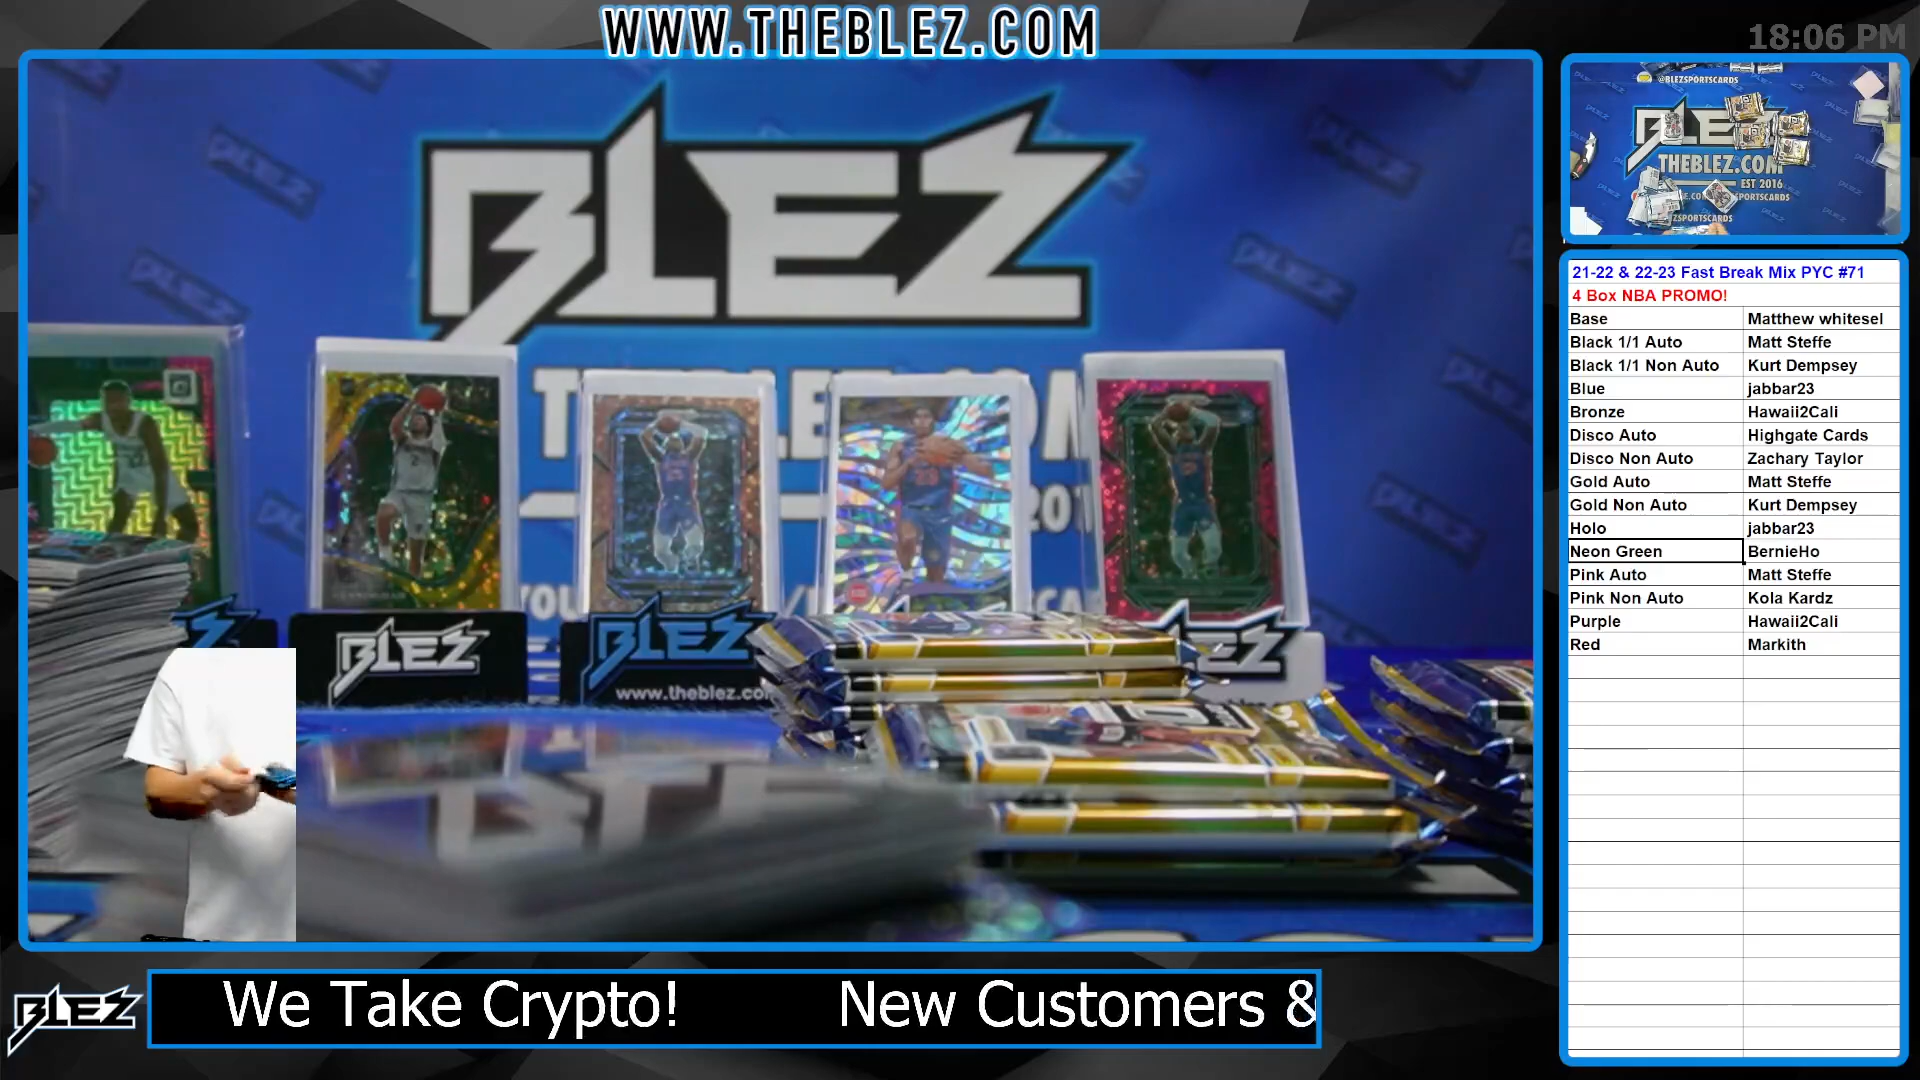 WWW.THEBLEZ.COM
18:06 PM
BLEZ
@BLEZSPORTSCARDS
THEBLEZ.COM
EST 2016
21-22 & 22-23 Fast Break Mix PYC #71
4 Box NBA PROMO!
Base Matthew whitesel
Black 1/1 Auto Matt Steffe
Black 1/1 Non Auto Kurt Dempsey
Blue jabbar23
Bronze Hawaii2Cali
Disco Auto Highgate Cards
Disco Non Auto Zachary Taylor
Gold Auto Matt Steffe
Gold Non Auto Kurt Dempsey
Holo jabbar23
Neon Green BernieHo
Pink Auto Matt Steffe
Pink Non Auto Kola Kardz
Purple Hawaii2Cali
Red Markith
BLEZ
BLEZ
www.theblez.co
BLEZ
We Take Crypto! New Customers &